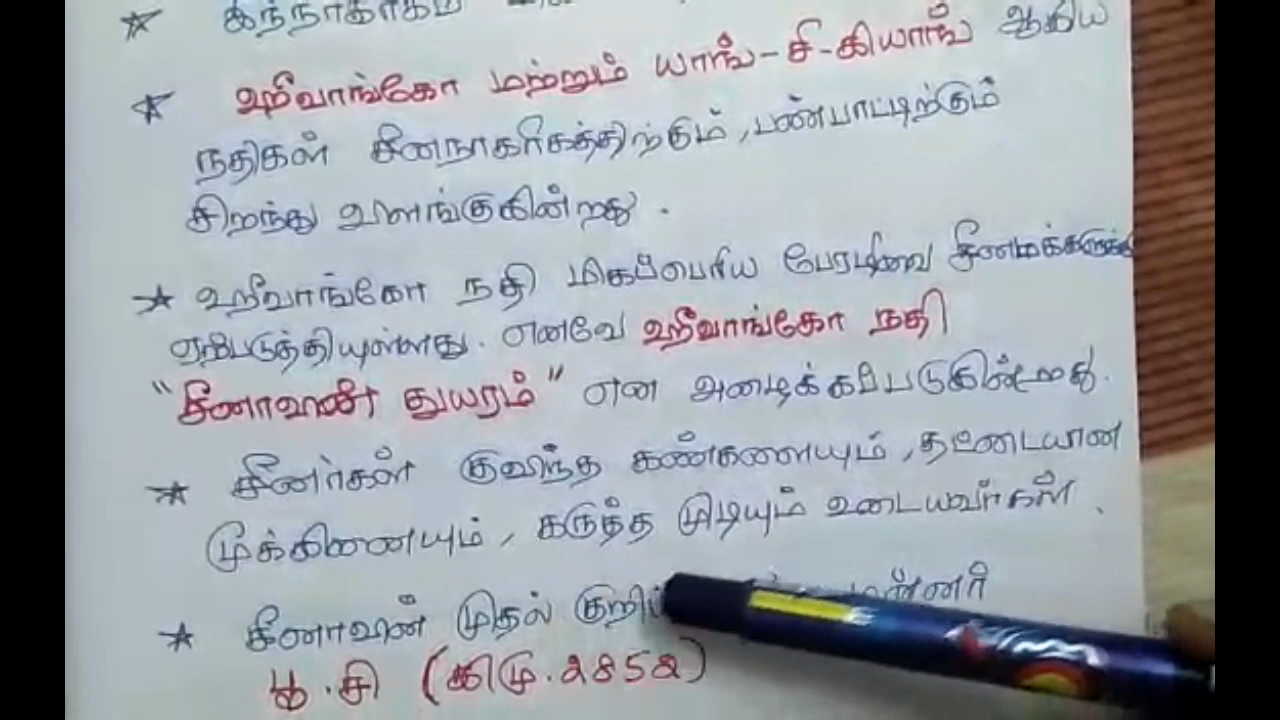 ★
★ ஹீவாங்கோ மற்றும் யாங்-சி-கியாங் ஆகிய
நதிகள் சீனநாகரிகத்திற்கும், பண்பாட்டிற்கும்
சிறந்து விளங்குகின்றது.
★ ஹீவாங்கோ நதி மிகப்பெரிய பேரழிவை சீனமக்களுக்கு
ஏற்படுத்தியுள்ளது. எனவே ஹீவாங்கோ நதி
"சீனாவின் துயரம்" என அழைக்கப்படுகின்றது.
★ சீனர்கள் குவிந்த கண்களையும், தட்டையான
மூக்கினையும், கருத்த முடியும் உடையவர்கள்.
★ சீனாவின் முதல் மன்னர்
பூ.சி (கிமு.2852)